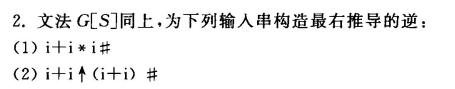 2. 文法 G[S]同上,为下列输入串构造最右推导的逆:
(1) i+i*i#
(2) i+i↑(i+i) #